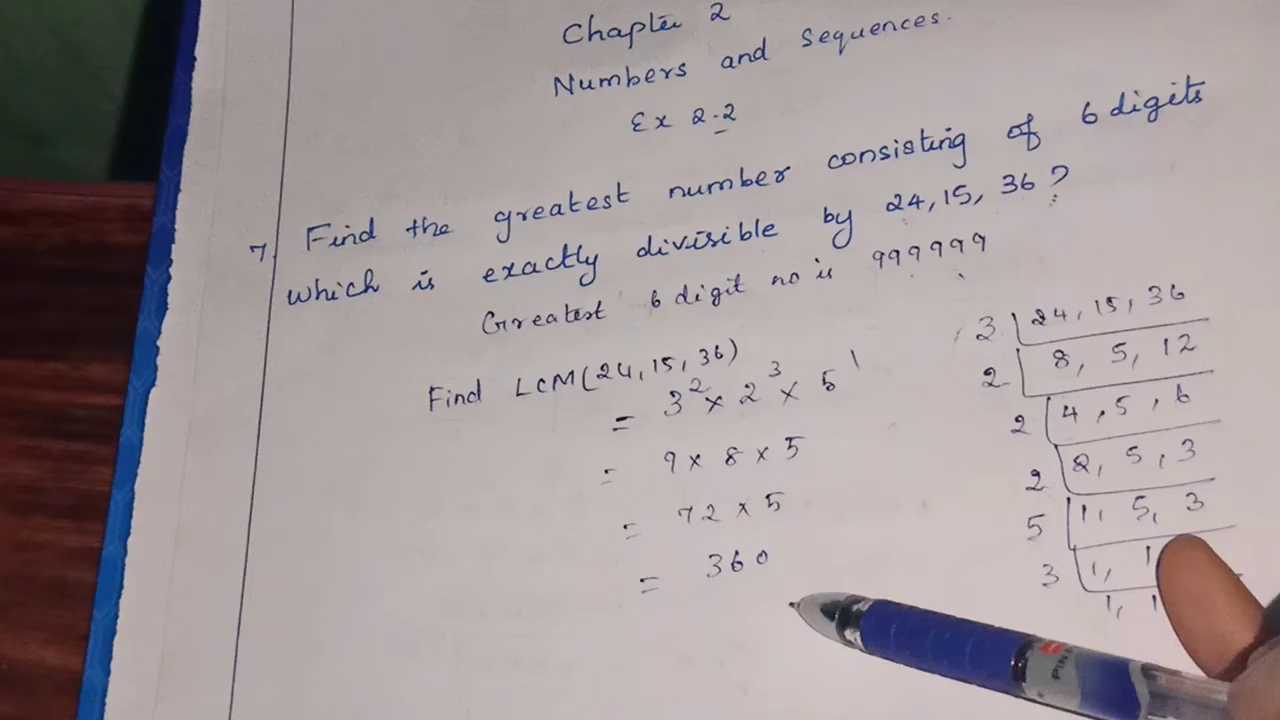 Chapter 2
Numbers and Sequences.
Ex 2.2
7. Find the greatest number consisting of 6 digits
which is exactly divisible by 24, 15, 36?
Greatest 6 digit no is 999999
Find LCM(24, 15, 36)
= 3² × 2³ × 5¹
= 9 × 8 × 5
= 72 × 5
= 360
3 | 24, 15, 36
2 | 8, 5, 12
2 | 4, 5, 6
2 | 2, 5, 3
5 | 1, 5, 3
3 | 1, 1
1, 1